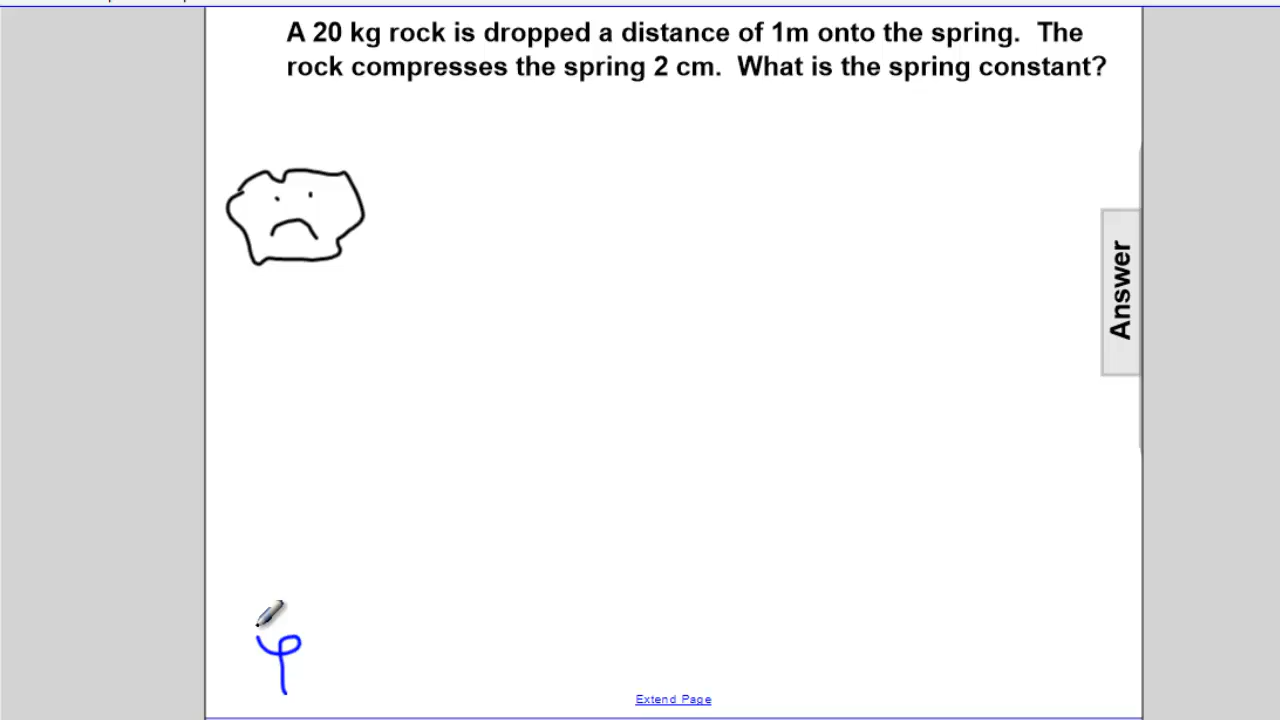 A 20 kg rock is dropped a distance of 1m onto the spring. The
rock compresses the spring 2 cm. What is the spring constant?
Answer
Extend Page